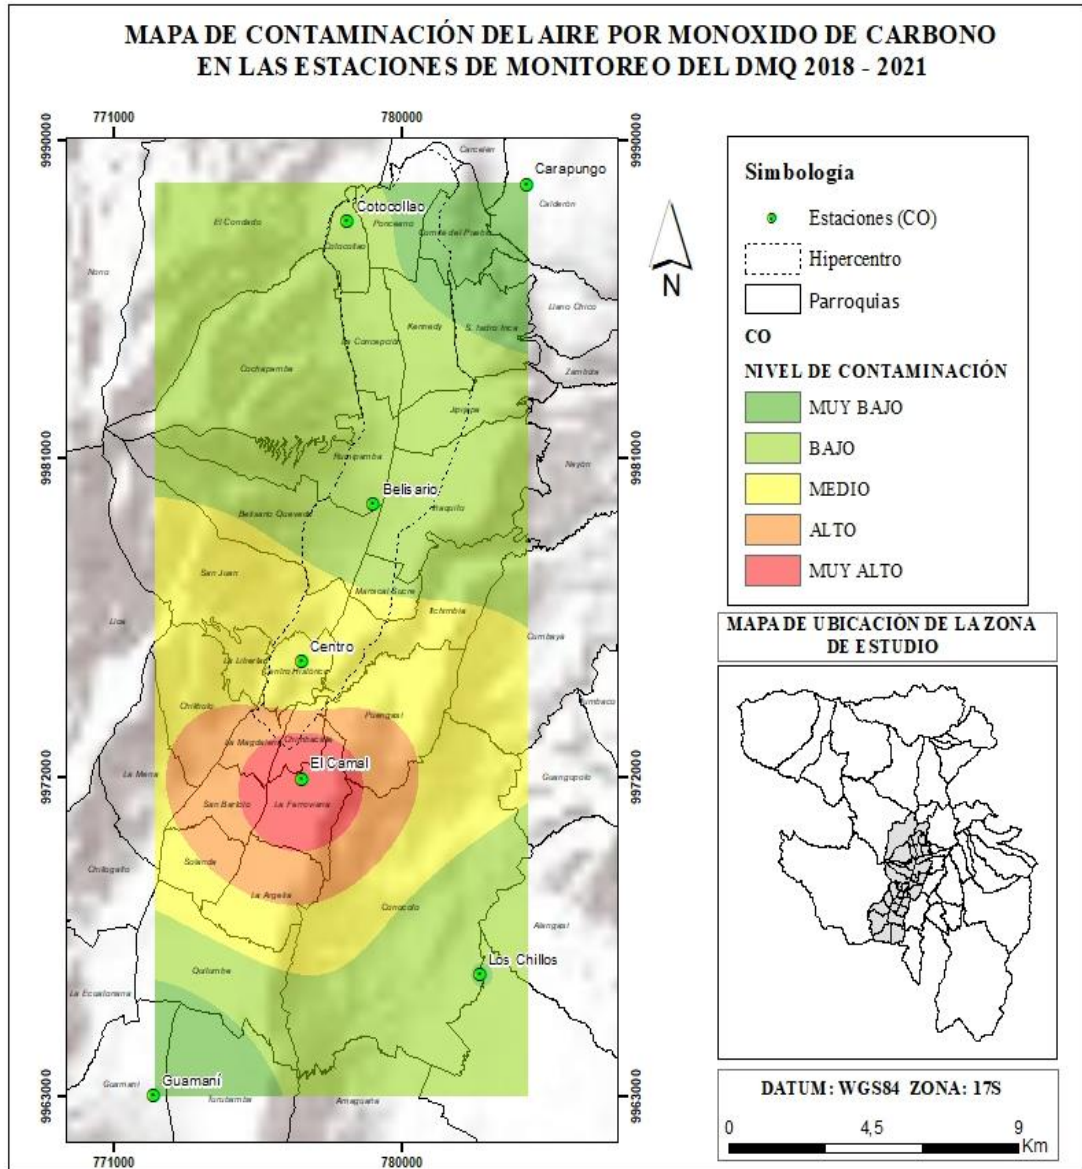 MAPA DE CONTAMINACIÓN DEL AIRE POR MONOXIDO DE CARBONO
EN LAS ESTACIONES DE MONITOREO DEL DMQ 2018 - 2021
771000
780000
9990000
9990000
9981000
9981000
9972000
9972000
9963000
9963000
771000
780000
Carcelén
Carapungo
Calderón
Cotocollao
Ponceano
El Condado
Cotocollao
Comité del Pueblo
Nono
Llano Chico
Kennedy
S. Isidro Inca
La Concepción
Zámbiza
Cochapamba
Jipijapa
Rumipamba
Nayón
Belisario
Belisario Quevedo
Iñaquito
San Juan
Mariscal Sucre
Itchimbía
Lloa
Cumbayá
Centro
La Libertad
Centro Histórico
Tumbaco
Chilibulo
Puengasí
La Magdalena
Chimbacalle
El Camal
La Mena
Guangopolo
San Bartolo
La Ferroviaria
Solanda
Chillogallo
La Argelia
Conocoto
Alangasí
Los Chillos
Quitumbe
La Ecuatoriana
Guamaní
Guamaní
Turubamba
Amaguaña
N
Simbología
Estaciones (CO)
Hipercentro
Parroquias
CO
NIVEL DE CONTAMINACIÓN
MUY BAJO
BAJO
MEDIO
ALTO
MUY ALTO
MAPA DE UBICACIÓN DE LA ZONA
DE ESTUDIO
DATUM: WGS84 ZONA: 17S
0 4,5 9
Km